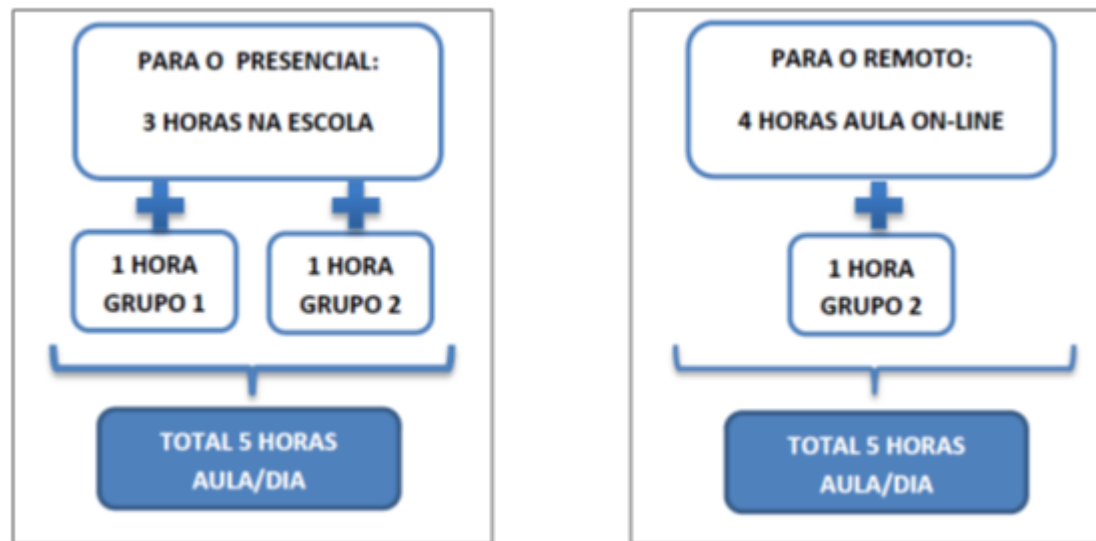 PARA O PRESENCIAL:
3 HORAS NA ESCOLA
1 HORA
GRUPO 1
1 HORA
GRUPO 2
TOTAL 5 HORAS
AULA/DIA
PARA O REMOTO:
4 HORAS AULA ON-LINE
1 HORA
GRUPO 2
TOTAL 5 HORAS
AULA/DIA